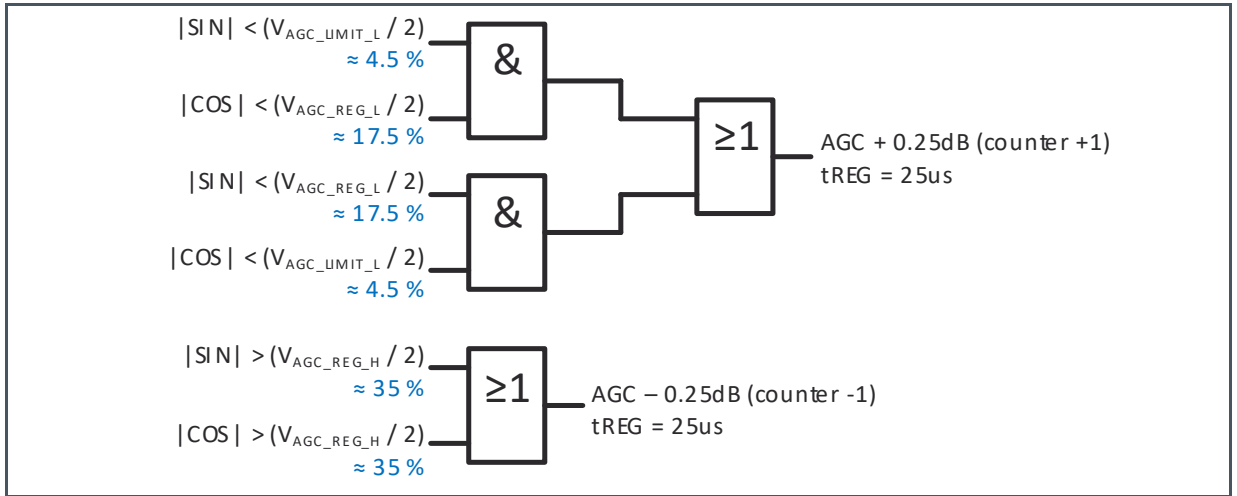 |SIN| < (V_AGC_LIMIT_L / 2)
≈ 4.5 %
&
|COS| < (V_AGC_REG_L / 2)
≈ 17.5 %
≥1
AGC + 0.25dB (counter +1)
tREG = 25us
|SIN| < (V_AGC_REG_L / 2)
≈ 17.5 %
&
|COS| < (V_AGC_LIMIT_L / 2)
≈ 4.5 %
|SIN| > (V_AGC_REG_H / 2)
≈ 35 %
≥1
AGC – 0.25dB (counter -1)
tREG = 25us
|COS| > (V_AGC_REG_H / 2)
≈ 35 %